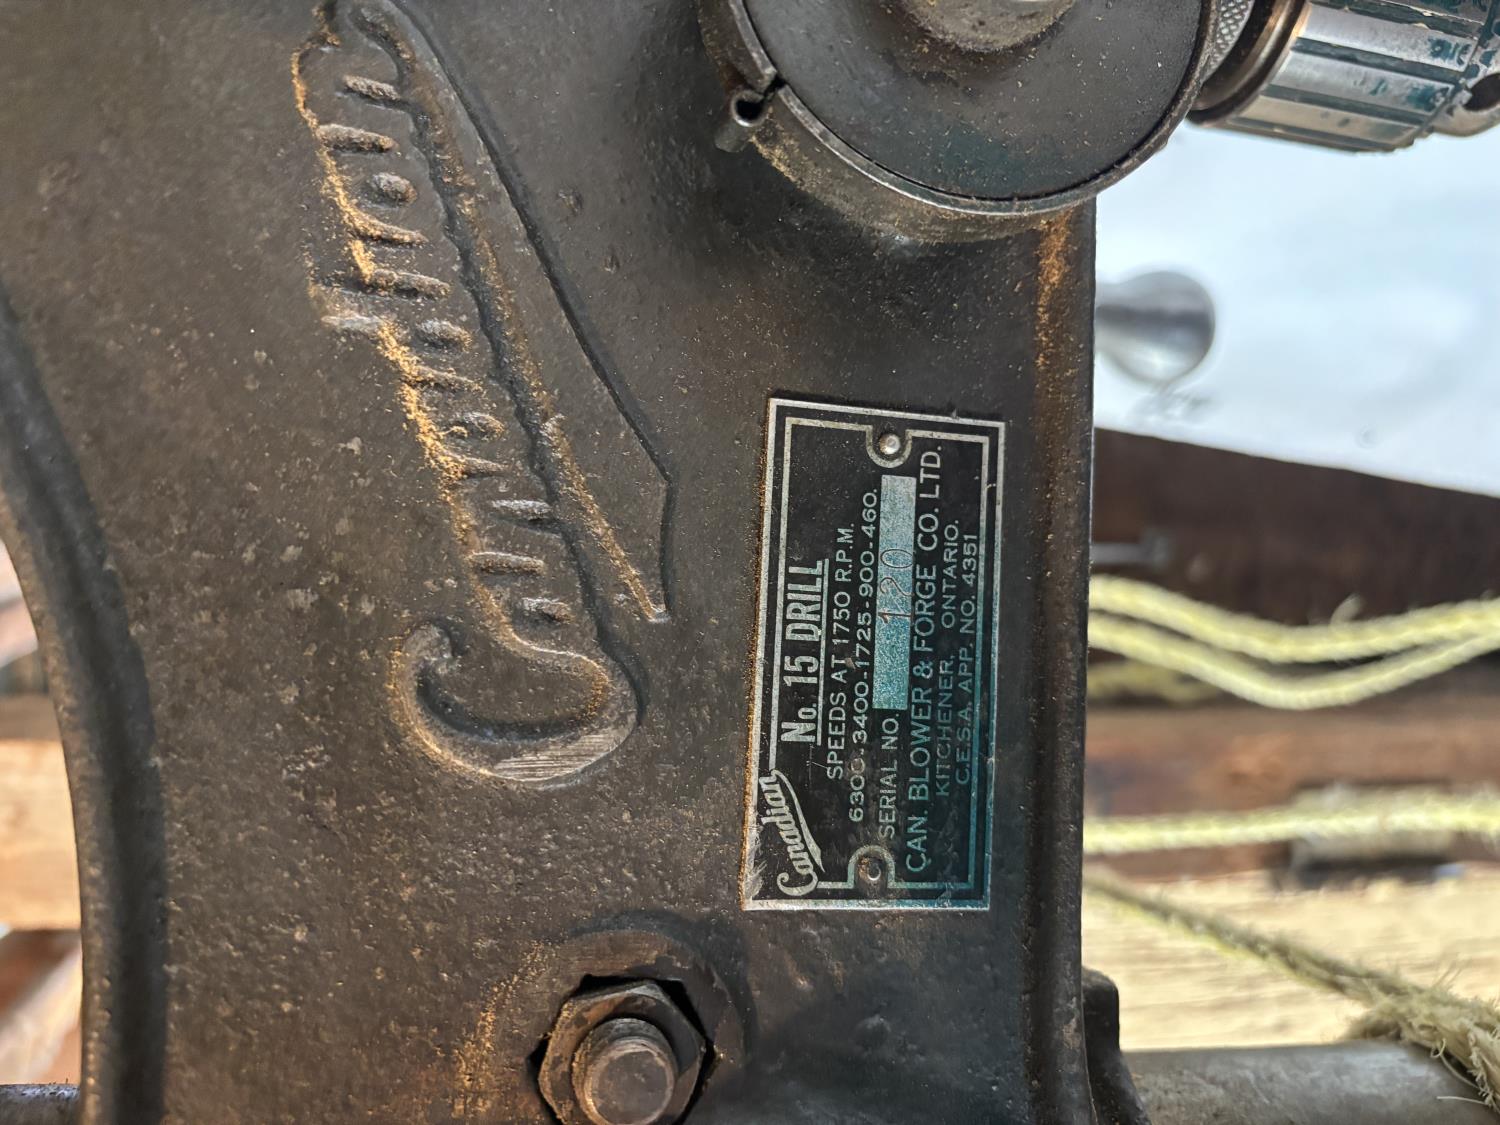 Canadian
Canadian
No. 15 DRILL
SPEEDS AT 1750 R.P.M.
6300-3400-1725-900-460.
SERIAL NO. 120
CAN. BLOWER & FORGE CO. LTD.
KITCHENER, ONTARIO.
C.E.S.A. APP. NO. 4351